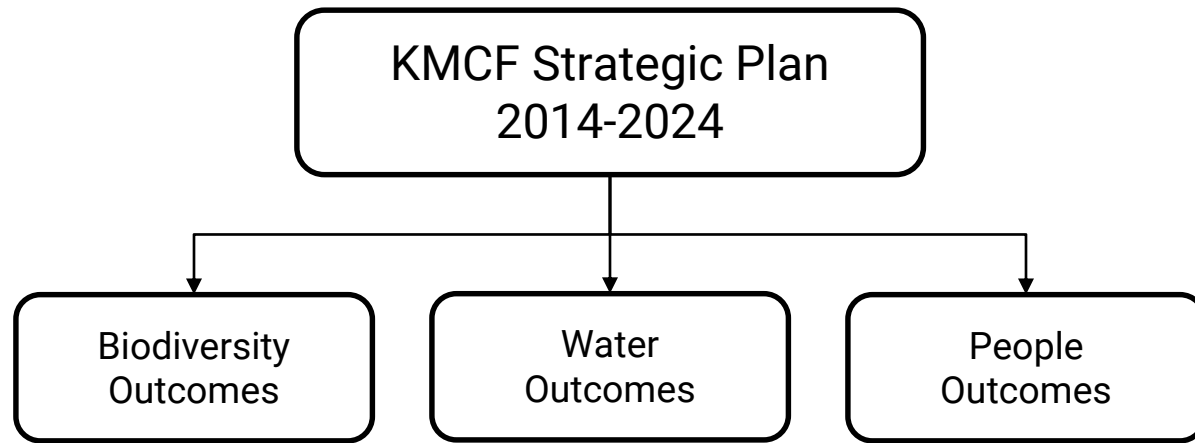 KMCF Strategic Plan
2014-2024
Biodiversity
Outcomes
Water
Outcomes
People
Outcomes